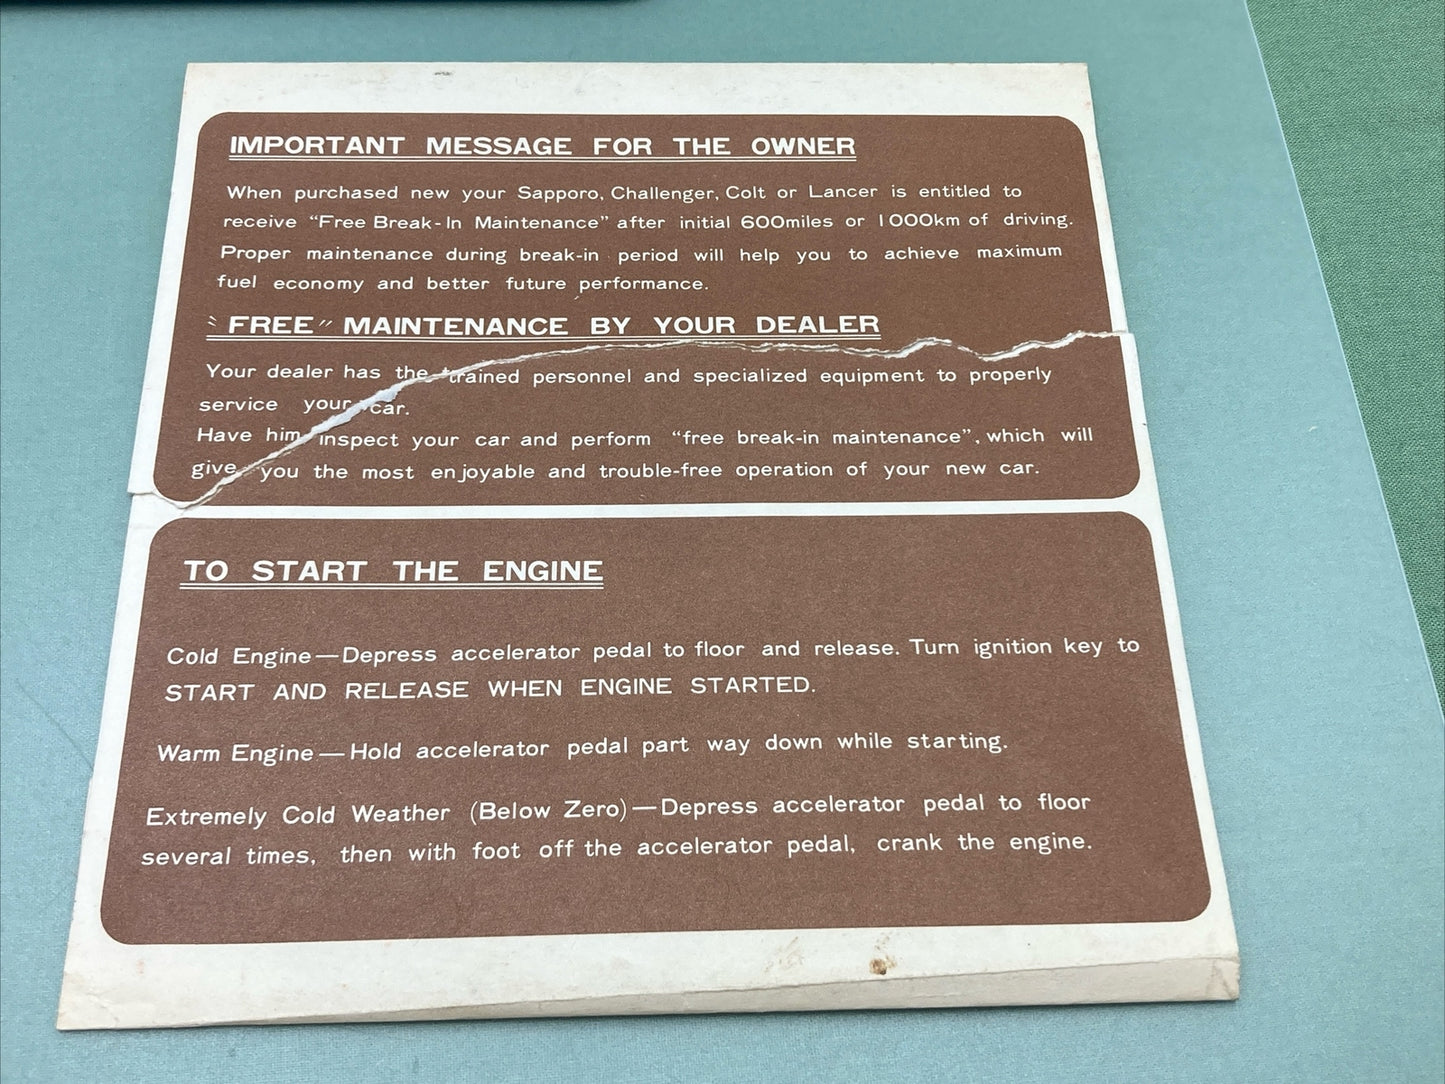 IMPORTANT MESSAGE FOR THE OWNER
When purchased new your Sapporo, Challenger, Colt or Lancer is entitled to
receive “Free Break-In Maintenance” after initial 600miles or 1000km of driving.
Proper maintenance during break-in period will help you to achieve maximum
fuel economy and better future performance.
“FREE” MAINTENANCE BY YOUR DEALER
Your dealer has the trained personnel and specialized equipment to properly
service your car.
Have him inspect your car and perform “free break-in maintenance”, which will
give you the most enjoyable and trouble-free operation of your new car.
TO START THE ENGINE
Cold Engine—Depress accelerator pedal to floor and release. Turn ignition key to
START AND RELEASE WHEN ENGINE STARTED.
Warm Engine—Hold accelerator pedal part way down while starting.
Extremely Cold Weather (Below Zero)—Depress accelerator pedal to floor
several times, then with foot off the accelerator pedal, crank the engine.